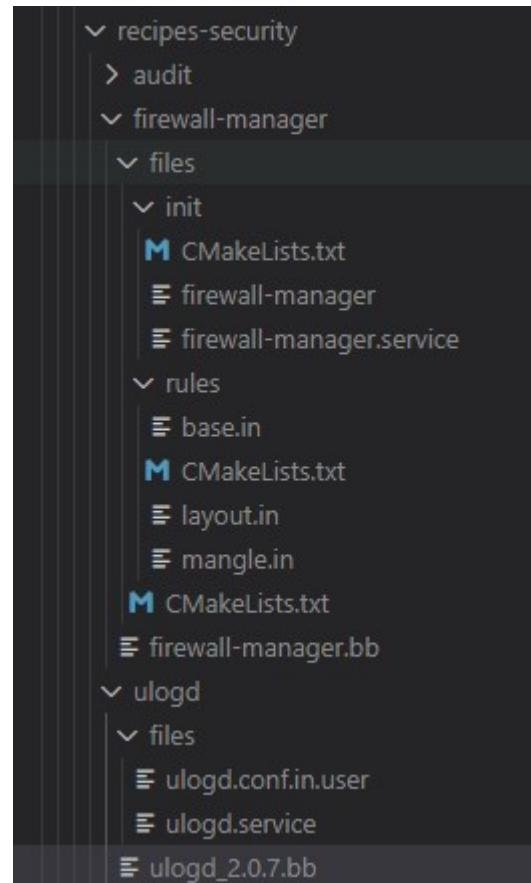 recipes-security
audit
firewall-manager
files
init
CMakeLists.txt
firewall-manager
firewall-manager.service
rules
base.in
CMakeLists.txt
layout.in
mangle.in
CMakeLists.txt
firewall-manager.bb
ulogd
files
ulogd.conf.in.user
ulogd.service
ulogd_2.0.7.bb